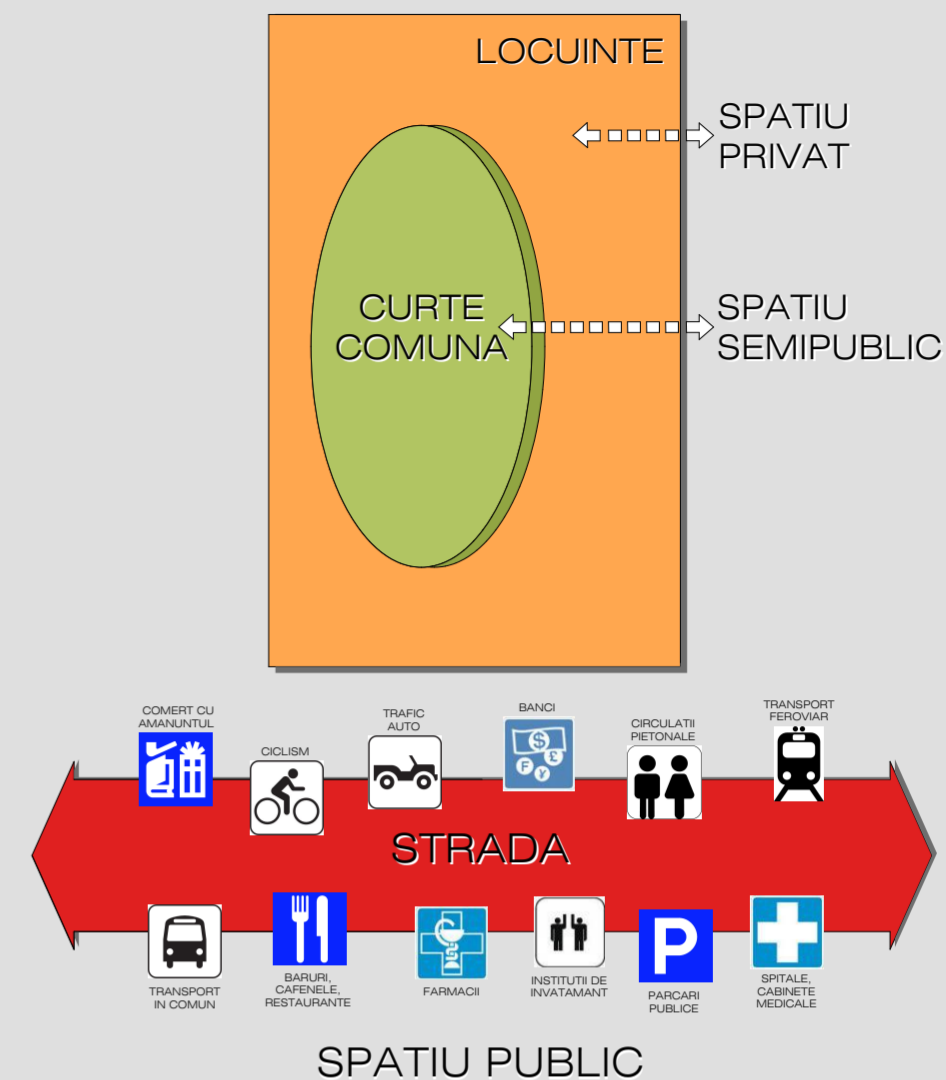 LOCUINTE
SPATIU
PRIVAT
CURTE
COMUNA
SPATIU
SEMIPUBLIC
COMERT CU
AMANUNTUL
CICLISM
TRAFIC
AUTO
BANCI
CIRCULATII
PIETONALE
TRANSPORT
FEROVIAR
$
£
F
¥
STRADA
TRANSPORT
IN COMUN
BARURI,
CAFENELE,
RESTAURANTE
FARMACII
INSTITUTII DE
INVATAMANT
P
PARCARI
PUBLICE
SPITALE,
CABINETE
MEDICALE
SPATIU PUBLIC